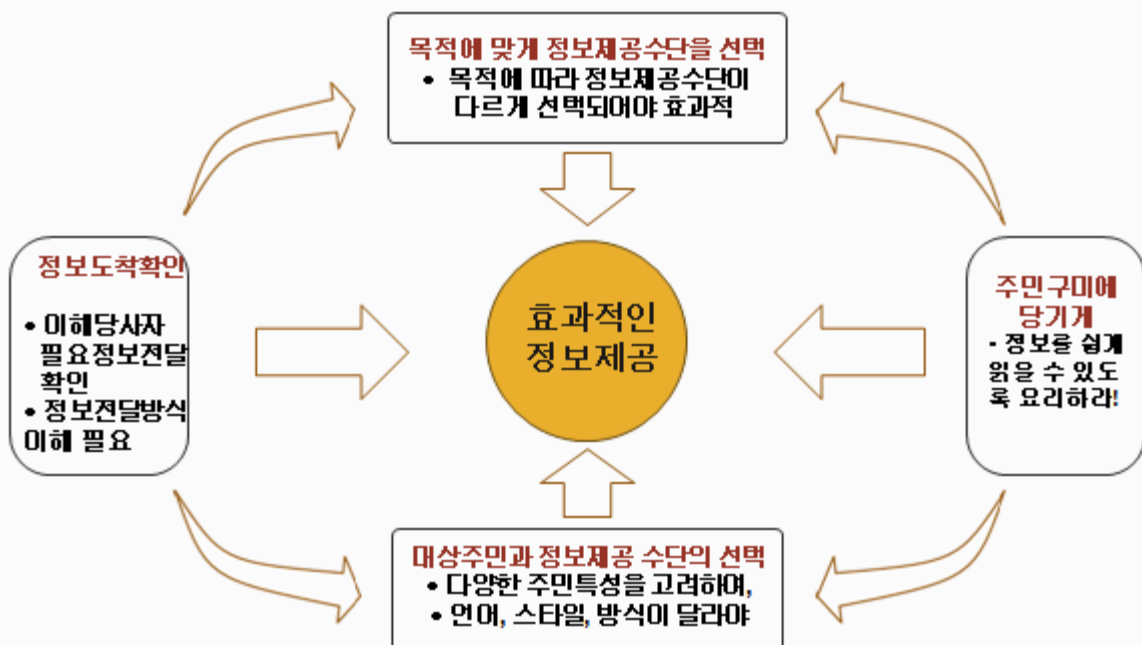 목적에 맞게 정보제공수단을 선택
• 목적에 따라 정보제공수단이
다르게 선택되어야 효과적
정보도착확인
• 이해당사자
필요정보전달
확인
• 정보전달방식
이해 필요
효과적인
정보제공
주민구미에
당기게
- 정보를 쉽게
읽을 수 있도
록 요리하라!
대상주민과 정보제공 수단의 선택
• 다양한 주민특성을 고려하여,
• 언어, 스타일, 방식이 달라야